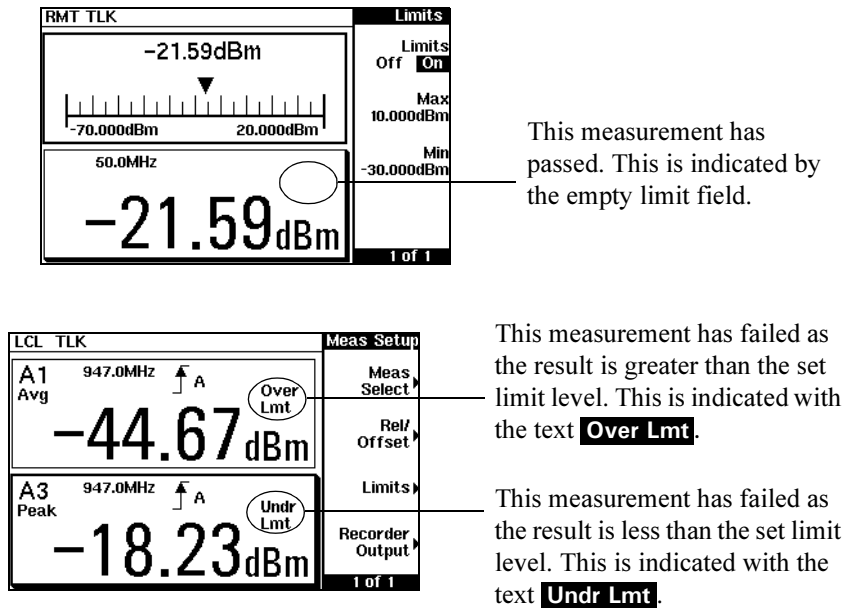 RMT TLK
Limits
-21.59dBm
-70.000dBm 20.000dBm
50.0MHz
-21.59dBm
Limits
Off On
Max
10.000dBm
Min
-30.000dBm
1 of 1
This measurement has
passed. This is indicated by
the empty limit field.
LCL TLK
Meas Setup
A1 947.0MHz A
Avg
Over
Lmt
-44.67dBm
A3 947.0MHz A
Peak
Undr
Lmt
-18.23dBm
Meas
Select
Rel/
Offset
Limits
Recorder
Output
1 of 1
This measurement has failed as
the result is greater than the set
limit level. This is indicated with
the text Over Lmt.
This measurement has failed as
the result is less than the set limit
level. This is indicated with the
text Undr Lmt.